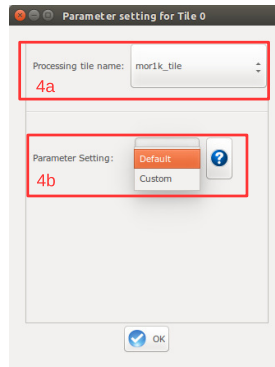 Parameter setting for Tile 0
Processing tile name: mor1k_tile
4a
Parameter Setting: Default
4b Custom
OK